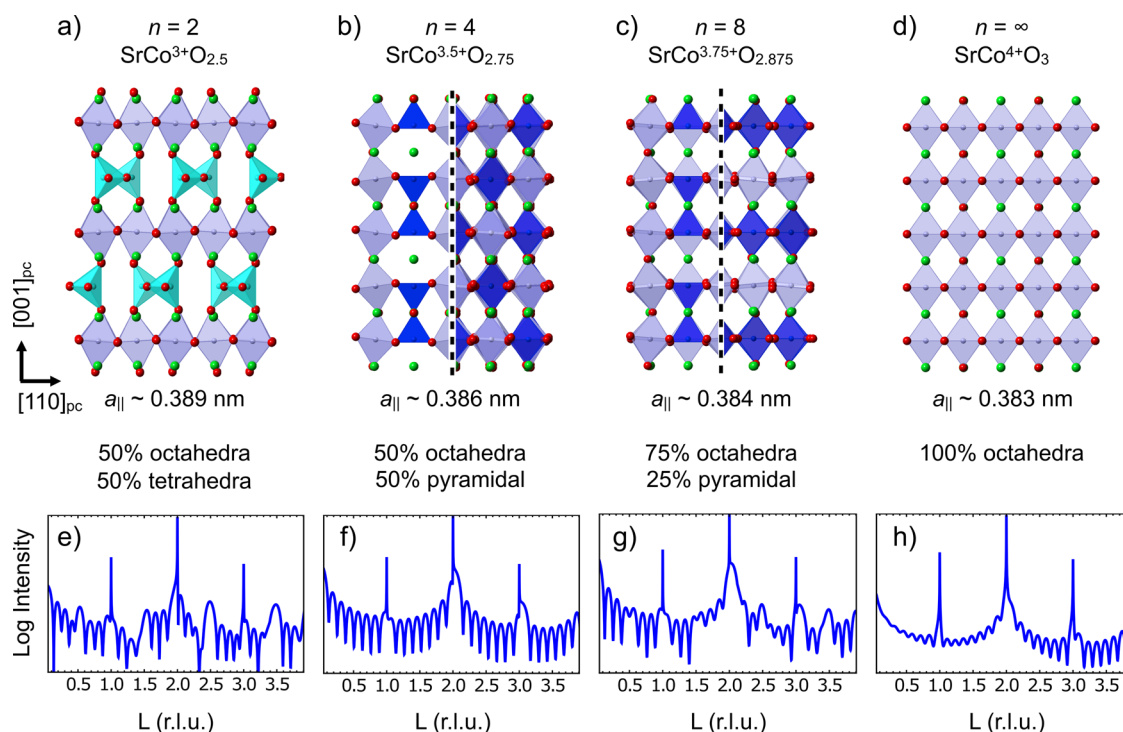 a) n = 2
SrCo³⁺O₂.₅
b) n = 4
SrCo³·⁵⁺O₂.₇₅
c) n = 8
SrCo³·⁷⁵⁺O₂.₈₇₅
d) n = ∞
SrCo⁴⁺O₃
[001]pc
[110]pc
a|| ~ 0.389 nm
a|| ~ 0.386 nm
a|| ~ 0.384 nm
a|| ~ 0.383 nm
50% octahedra
50% tetrahedra
50% octahedra
50% pyramidal
75% octahedra
25% pyramidal
100% octahedra
Log Intensity
e)
f)
g)
h)
0.5 1.0 1.5 2.0 2.5 3.0 3.5
0.5 1.0 1.5 2.0 2.5 3.0 3.5
0.5 1.0 1.5 2.0 2.5 3.0 3.5
0.5 1.0 1.5 2.0 2.5 3.0 3.5
L (r.l.u.)
L (r.l.u.)
L (r.l.u.)
L (r.l.u.)